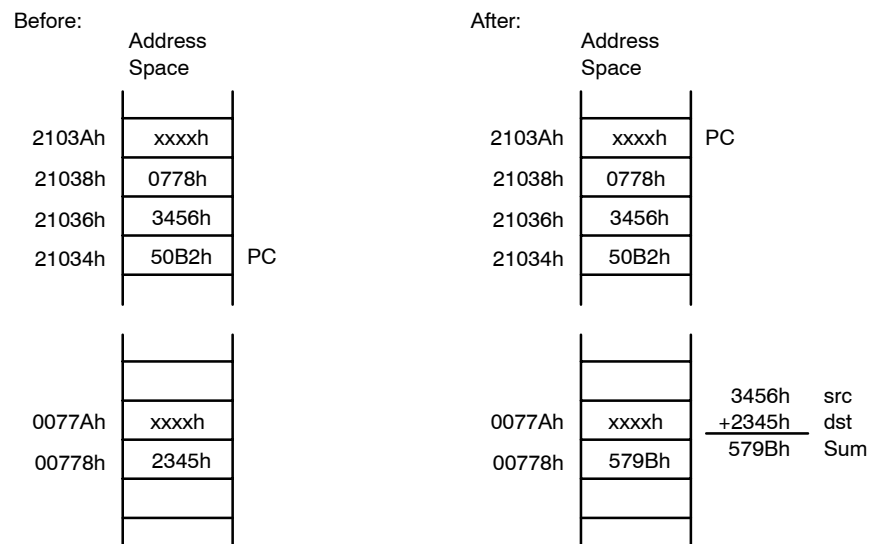 Before:
Address
Space
2103Ah xxxxh
21038h 0778h
21036h 3456h
21034h 50B2h PC
0077Ah xxxxh
00778h 2345h
After:
Address
Space
2103Ah xxxxh PC
21038h 0778h
21036h 3456h
21034h 50B2h
3456h src
0077Ah xxxxh +2345h dst
00778h 579Bh 579Bh Sum